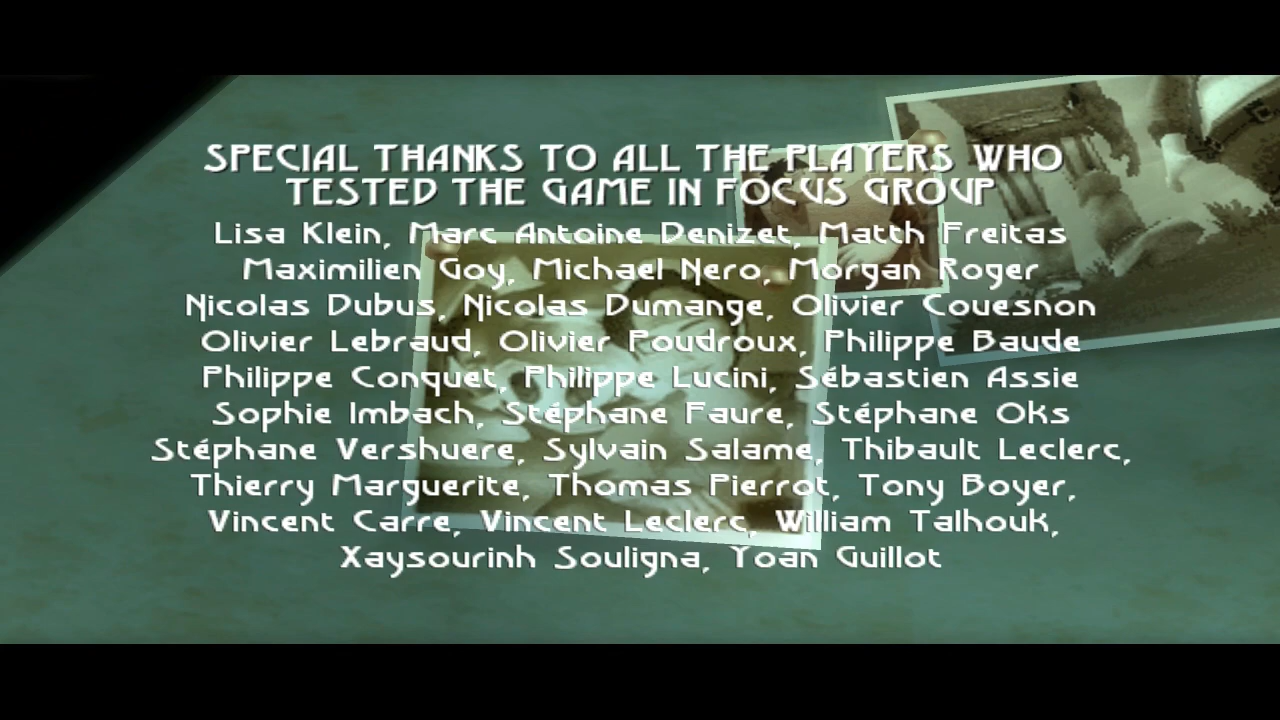 SPECIAL THANKS TO ALL THE PLAYERS WHO
TESTED THE GAME IN FOCUS GROUP
Lisa Klein, Marc Antoine Denizet, Matth Freitas
Maximilien Goy, Michael Nero, Morgan Roger
Nicolas Dubus, Nicolas Dumange, Olivier Couesnon
Olivier Lebraud, Olivier Poudroux, Philippe Baude
Philippe Conquet, Philippe Lucini, Sébastien Assie
Sophie Imbach, Stéphane Faure, Stéphane Oks
Stéphane Vershuere, Sylvain Salame, Thibault Leclerc,
Thierry Marguerite, Thomas Pierrot, Tony Boyer,
Vincent Carre, Vincent Leclerc, William Talhouk,
Xaysourinh Souligna, Yoan Guillot